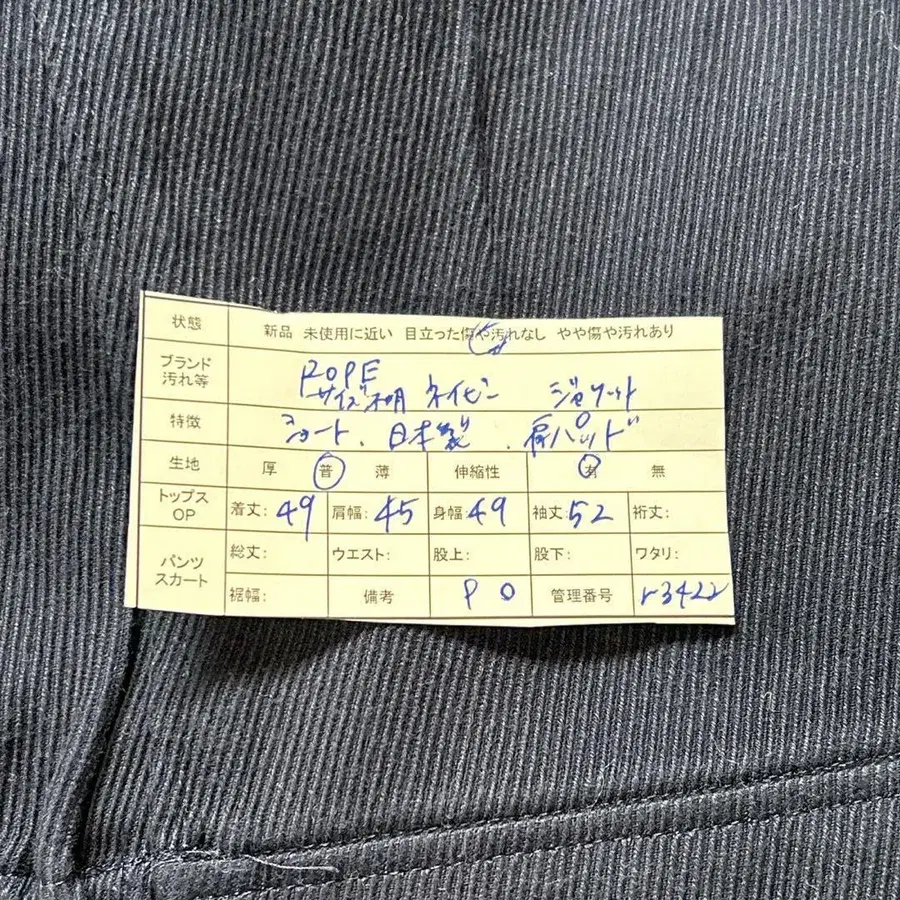 状態 新品 未使用に近い 目立った傷や汚れなし やや傷や汚れあり
ブランド 汚れ等 ROPE
サイズ不明 ネイビー ジャケット
特徴 ショート、日本製、肩パッド
生地 厚 普 薄 伸縮性 有 無
トップス OP 着丈:49 肩幅:45 身幅:49 袖丈:52 裄丈:
パンツ スカート 総丈: ウエスト: 股上: 股下: ワタリ:
裾幅: 備考 P O 管理番号 r3422